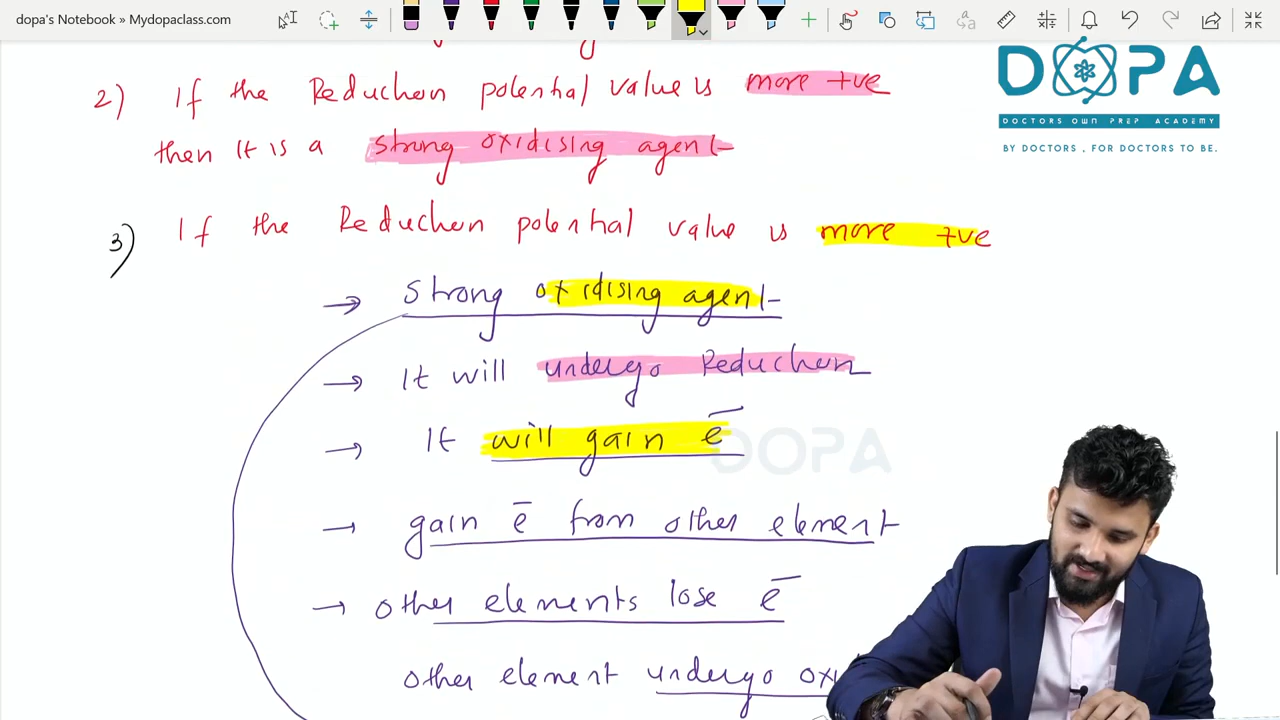 dopa's Notebook » Mydopaclass.com
DOPA
DOCTORS OWN PREP ACADEMY
BY DOCTORS , FOR DOCTORS TO BE.
2) If the Reduction potential value is more +ve
then it is a strong oxidising agent
3) If the Reduction potential value is more +ve
→ strong oxidising agent
→ It will undergo Reduction
→ It will gain e⁻
DOPA
→ gain e⁻ from other element
→ other elements lose e⁻
other element undergo